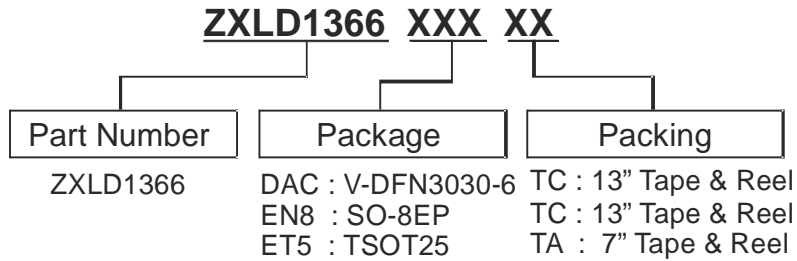 ZXLD1366 XXX XX
Part Number Package Packing
ZXLD1366 DAC : V-DFN3030-6 TC : 13” Tape & Reel
EN8 : SO-8EP TC : 13” Tape & Reel
ET5 : TSOT25 TA : 7” Tape & Reel